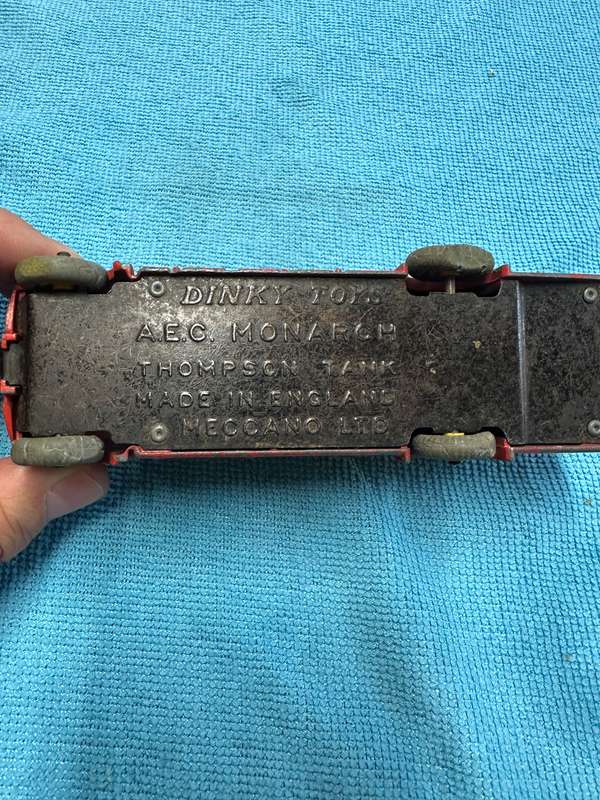 DINKY TOYS
A.E.C. MONARCH
THOMPSON TANK
MADE IN ENGLAND
MECCANO LTD